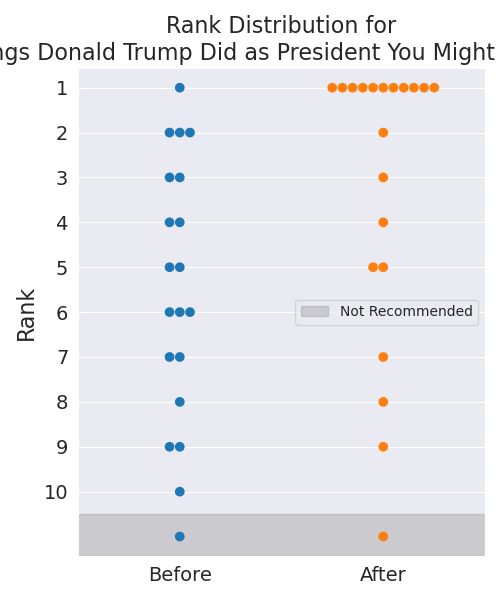 Rank Distribution for
ngs Donald Trump Did as President You Might
1
2
3
4
5
6
7
8
9
10
Rank
Not Recommended
Before
After